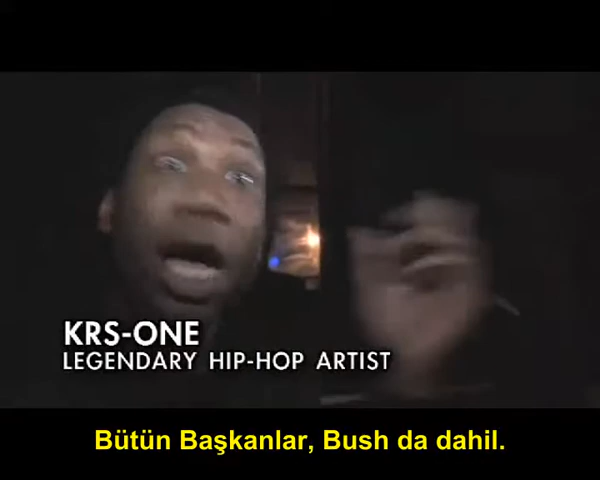 KRS-ONE
LEGENDARY HIP-HOP ARTIST
Bütün Başkanlar, Bush da dahil.